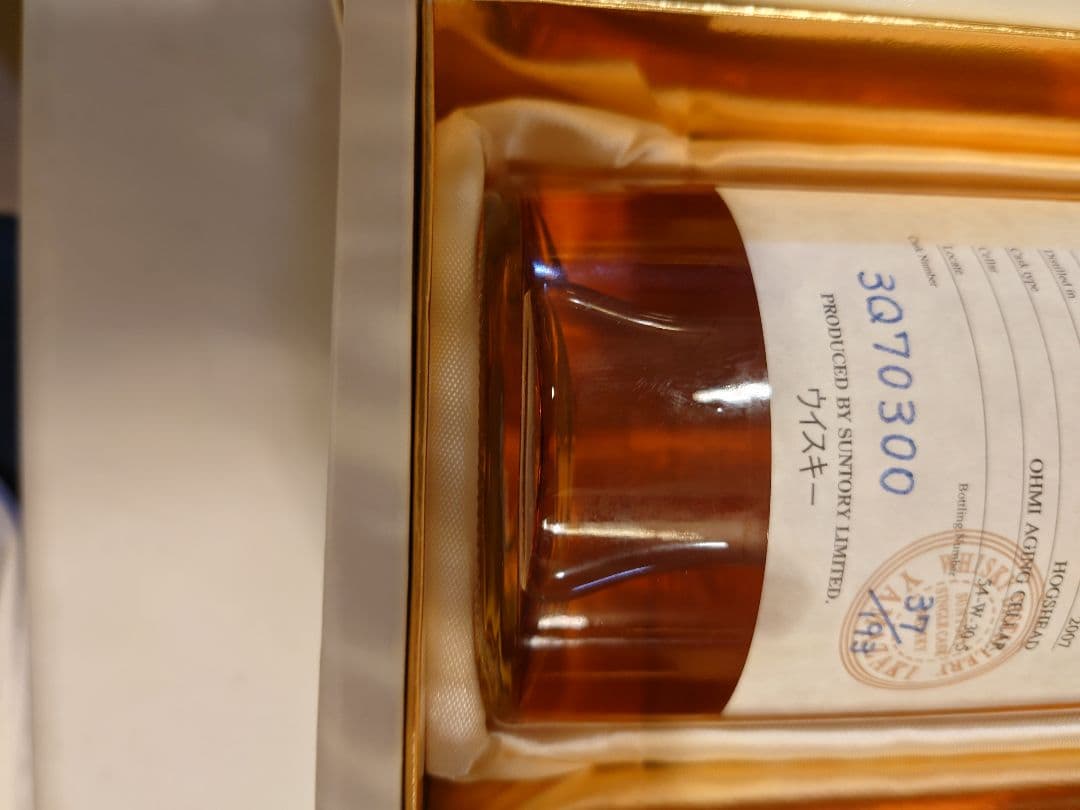 Distilled in
2007
Cask type
HOGSHEAD
Cellar
OHMI AGING CELLAR
Locate
5A-W-30-5
Cask Number
Bottling Number
3Q70300
37/193
WHISKY
PRODUCED BY SUNTORY LIMITED.
ウイスキー